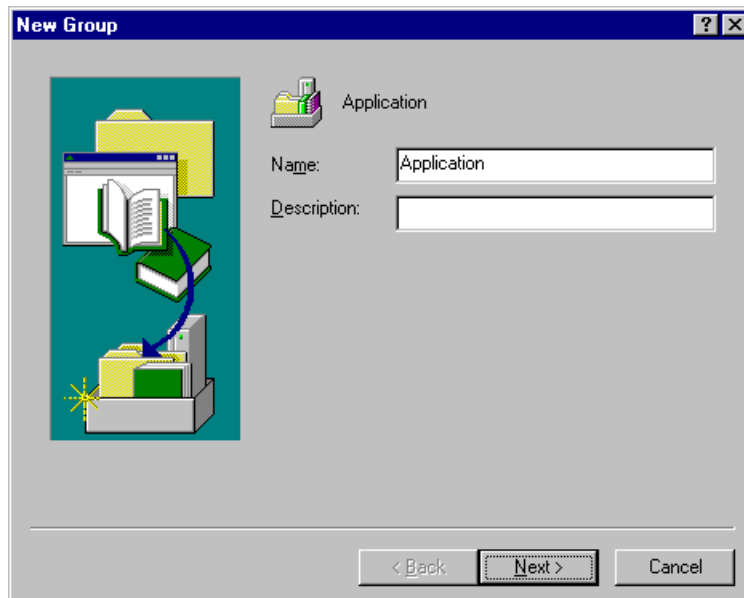 New Group
Application
Name: Application
Description:
< Back Next > Cancel